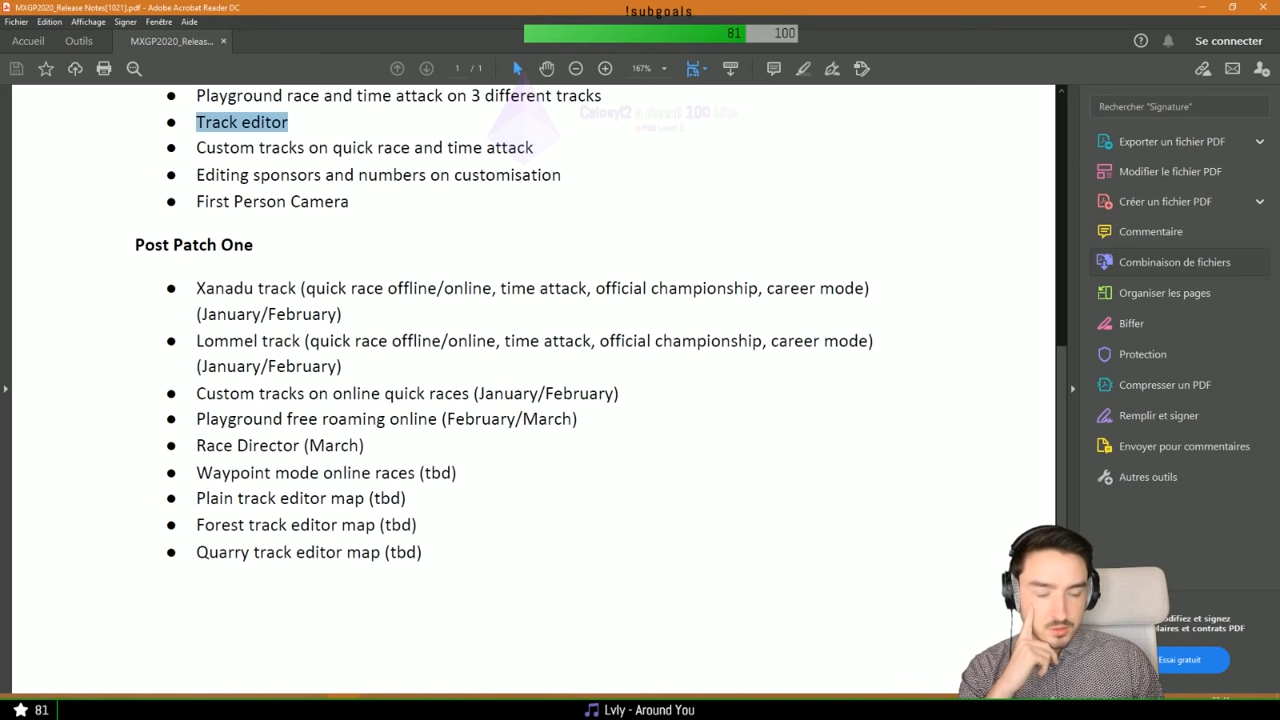 MXGP2020_Release Notes[1021].pdf - Adobe Acrobat Reader DC
!subgoals
Fichier Edition Affichage Signer Fenêtre Aide
81 100
Accueil Outils MXGP2020_Releas... × Se connecter
1 / 1 167%
Playground race and time attack on 3 different tracks
a donné 100 bits
Rechercher "Signature"
● Track editor
● Custom tracks on quick race and time attack
● Editing sponsors and numbers on customisation
● First Person Camera
Post Patch One
● Xanadu track (quick race offline/online, time attack, official championship, career mode)
(January/February)
● Lommel track (quick race offline/online, time attack, official championship, career mode)
(January/February)
● Custom tracks on online quick races (January/February)
● Playground free roaming online (February/March)
● Race Director (March)
● Waypoint mode online races (tbd)
● Plain track editor map (tbd)
● Forest track editor map (tbd)
● Quarry track editor map (tbd)
Exporter un fichier PDF
Modifier le fichier PDF
Créer un fichier PDF
Commentaire
Combinaison de fichiers
Organiser les pages
Biffer
Protection
Compresser un PDF
Remplir et signer
Envoyer pour commentaires
Autres outils
odifiez et signez
laires et contrats PDF
Essai gratuit
81
Lvly - Around You